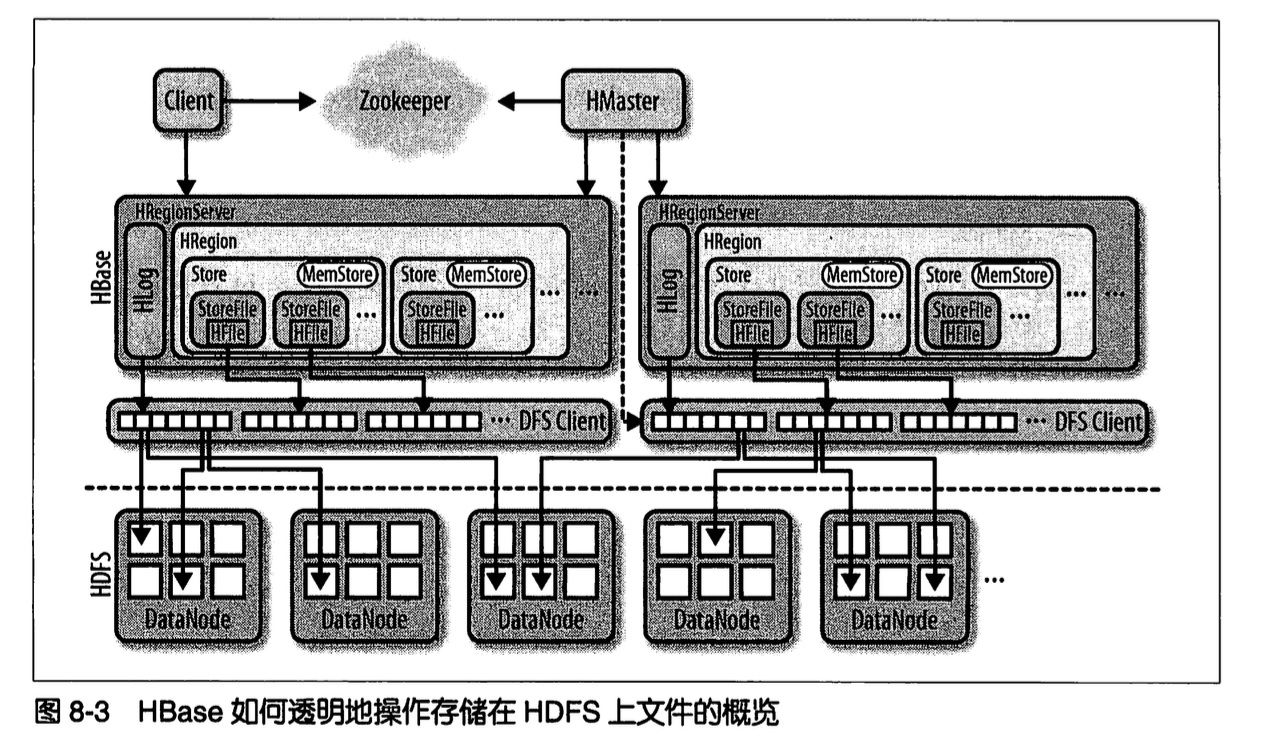 Client
Zookeeper
HMaster
HBase
HRegionServer
HLog
HRegion
Store
MemStore
StoreFile
HFile
StoreFile
HFile
...
Store
MemStore
StoreFile
HFile
...
...
...
HRegionServer
HLog
HRegion
Store
MemStore
StoreFile
HFile
StoreFile
HFile
...
Store
MemStore
StoreFile
HFile
...
...
...
... DFS Client
... DFS Client
HDFS
DataNode
DataNode
DataNode
DataNode
DataNode
...
图 8-3 HBase 如何透明地操作存储在 HDFS 上文件的概览